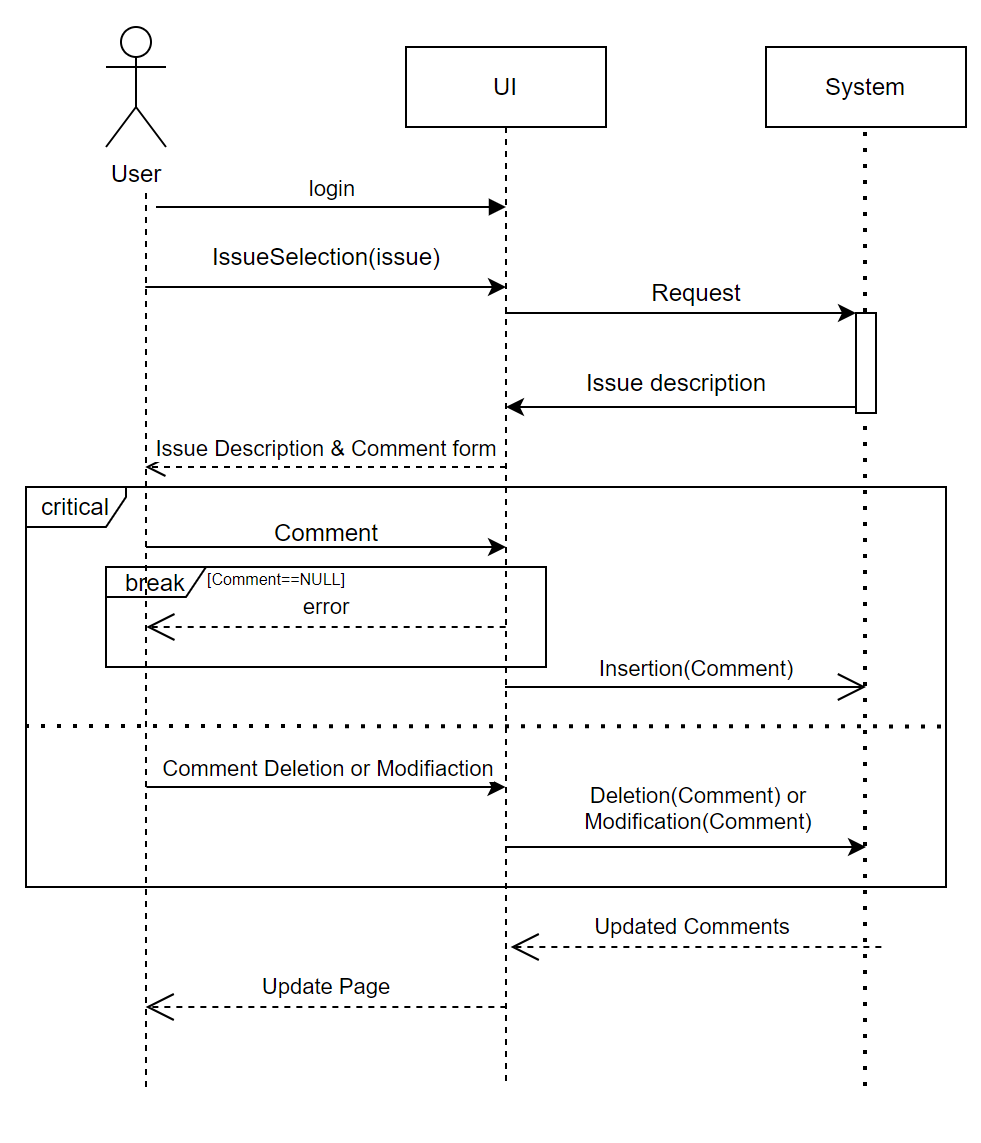 UI
System
User
login
IssueSelection(issue)
Request
Issue description
Issue Description & Comment form
critical
Comment
break
[Comment==NULL]
error
Insertion(Comment)
Comment Deletion or Modifiaction
Deletion(Comment) or
Modification(Comment)
Updated Comments
Update Page